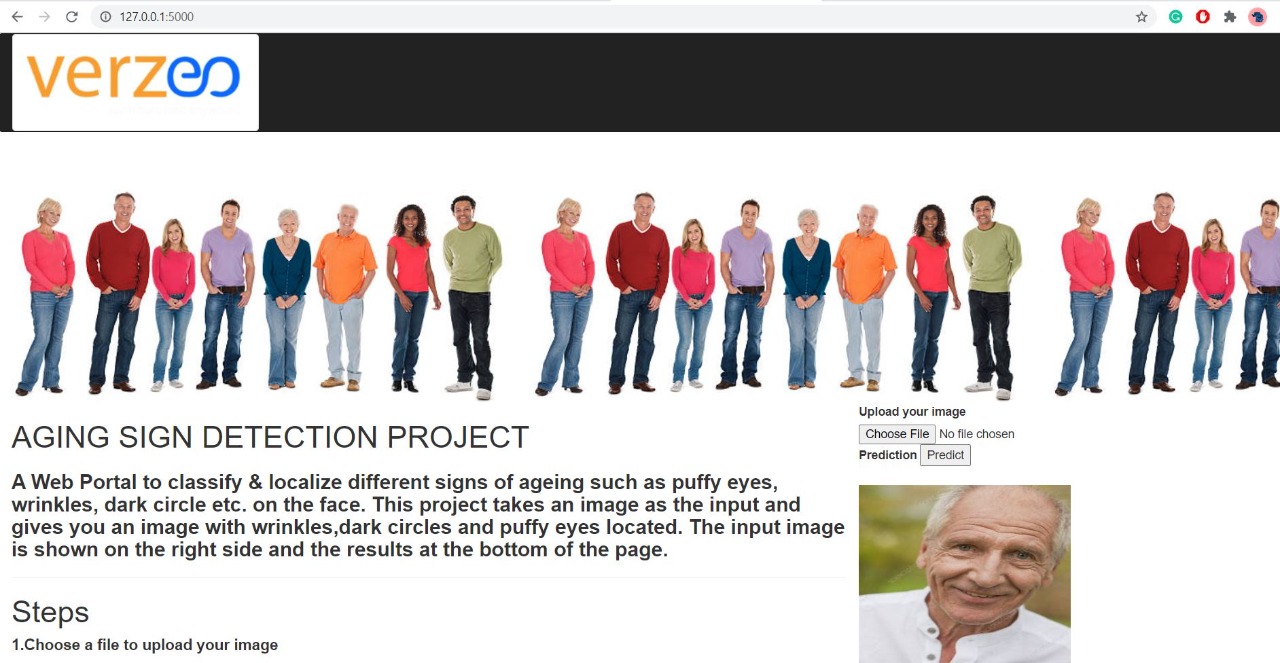 127.0.0.1:5000
verzeo
Upload your image
Choose File No file chosen
Prediction Predict
AGING SIGN DETECTION PROJECT
A Web Portal to classify & localize different signs of ageing such as puffy eyes,
wrinkles, dark circle etc. on the face. This project takes an image as the input and
gives you an image with wrinkles,dark circles and puffy eyes located. The input image
is shown on the right side and the results at the bottom of the page.
Steps
1.Choose a file to upload your image